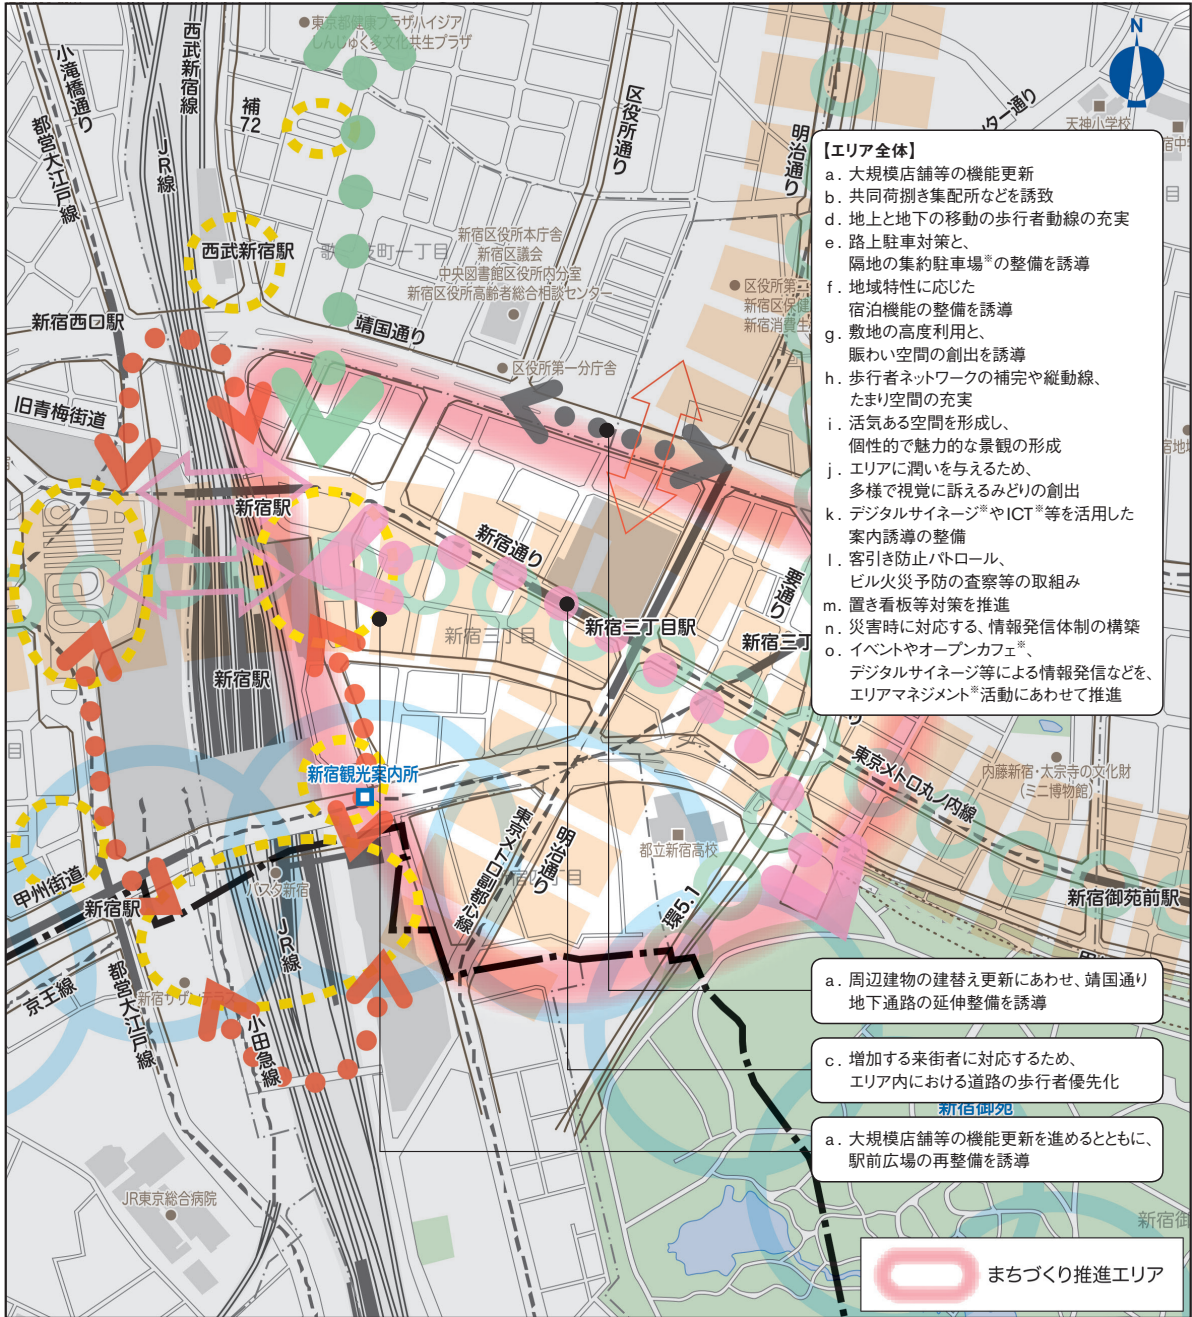 東京都健康プラザハイジア
しんじゅく多文化共生プラザ
N
小滝橋通り
西武新宿線
都営大江戸線
JR線
補72
区役所通り
明治通り
天神小学校
西武新宿駅
新宿区役所本庁舎
新宿区議会
中央図書館区役所内分室
新宿区役所高齢者総合相談センター
新宿西口駅
靖国通り
区役所第一分庁舎
旧青梅街道
【エリア全体】
a. 大規模店舗等の機能更新
b. 共同荷捌き集配所などを誘致
d. 地上と地下の移動の歩行者動線の充実
e. 路上駐車対策と、
隔地の集約駐車場※の整備を誘導
f. 地域特性に応じた
宿泊機能の整備を誘導
g. 敷地の高度利用と、
賑わい空間の創出を誘導
h. 歩行者ネットワークの補完や縦動線、
たまり空間の充実
i. 活気ある空間を形成し、
個性的で魅力的な景観の形成
j. エリアに潤いを与えるため、
多様で視覚に訴えるみどりの創出
k. デジタルサイネージ※やICT※等を活用した
案内誘導の整備
l. 客引き防止パトロール、
ビル火災予防の査察等の取組み
m. 置き看板等対策を推進
n. 災害時に対応する、情報発信体制の構築
o. イベントやオープンカフェ※、
デジタルサイネージ等による情報発信などを、
エリアマネジメント※活動にあわせて推進
新宿駅
新宿通り
要通り
新宿三丁目
新宿三丁目駅
新宿三丁
新宿駅
東京メトロ丸ノ内線
新宿観光案内所
内藤新宿・太宗寺の文化財
(ミニ博物館)
東京メトロ副都心線
明治通り
都立新宿高校
甲州街道
バスタ新宿
新宿駅
環5.1
新宿御苑前駅
JR線
京王線
都営大江戸線
新宿サザンテラス
小田急線
a. 周辺建物の建替え更新にあわせ、靖国通り
地下通路の延伸整備を誘導
c. 増加する来街者に対応するため、
エリア内における道路の歩行者優先化
新宿御苑
a. 大規模店舗等の機能更新を進めるとともに、
駅前広場の再整備を誘導
JR東京総合病院
新宿御
まちづくり推進エリア